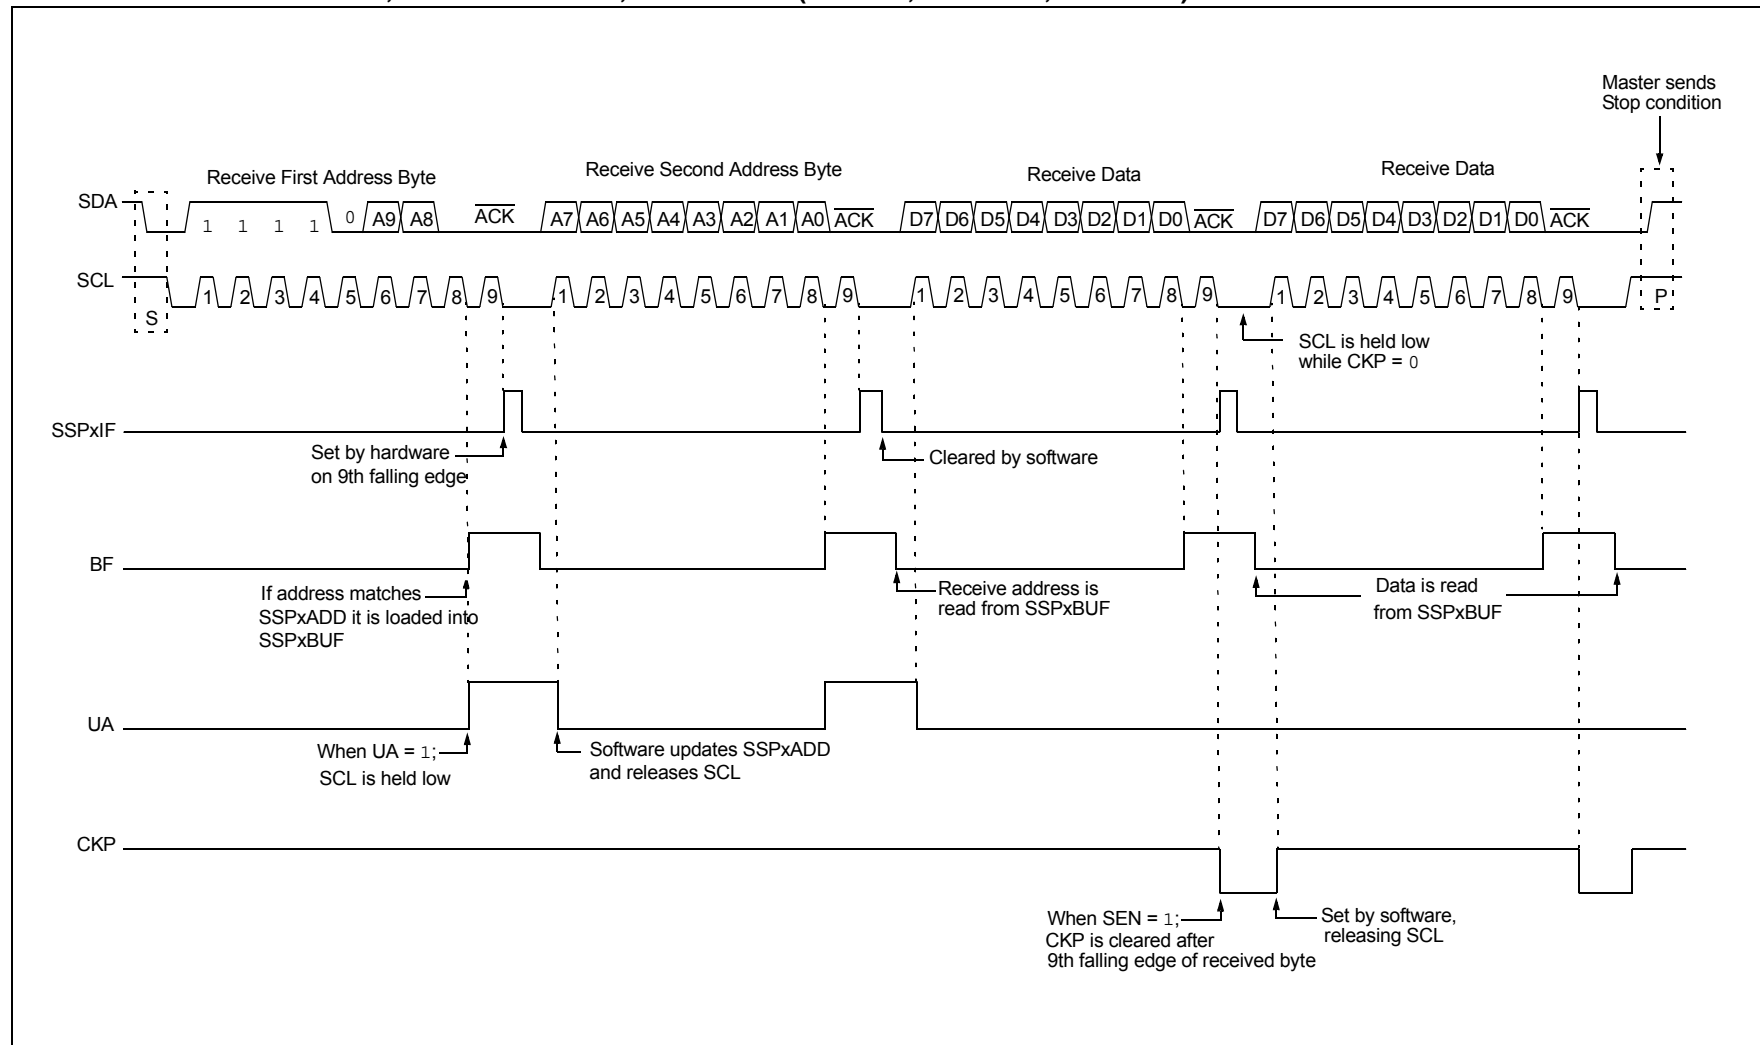 Master sends
Stop condition
Receive First Address Byte
Receive Second Address Byte
Receive Data
Receive Data
SDA
1 1 1 1 0 A9 A8 ACK A7 A6 A5 A4 A3 A2 A1 A0 ACK D7 D6 D5 D4 D3 D2 D1 D0 ACK D7 D6 D5 D4 D3 D2 D1 D0 ACK
SCL
S 1 2 3 4 5 6 7 8 9 1 2 3 4 5 6 7 8 9 1 2 3 4 5 6 7 8 9 1 2 3 4 5 6 7 8 9 P
SCL is held low
while CKP = 0
SSPxIF
Set by hardware
on 9th falling edge
Cleared by software
BF
If address matches
SSPxADD it is loaded into
SSPxBUF
Receive address is
read from SSPxBUF
Data is read
from SSPxBUF
UA
When UA = 1;
SCL is held low
Software updates SSPxADD
and releases SCL
CKP
When SEN = 1;
CKP is cleared after
9th falling edge of received byte
Set by software,
releasing SCL